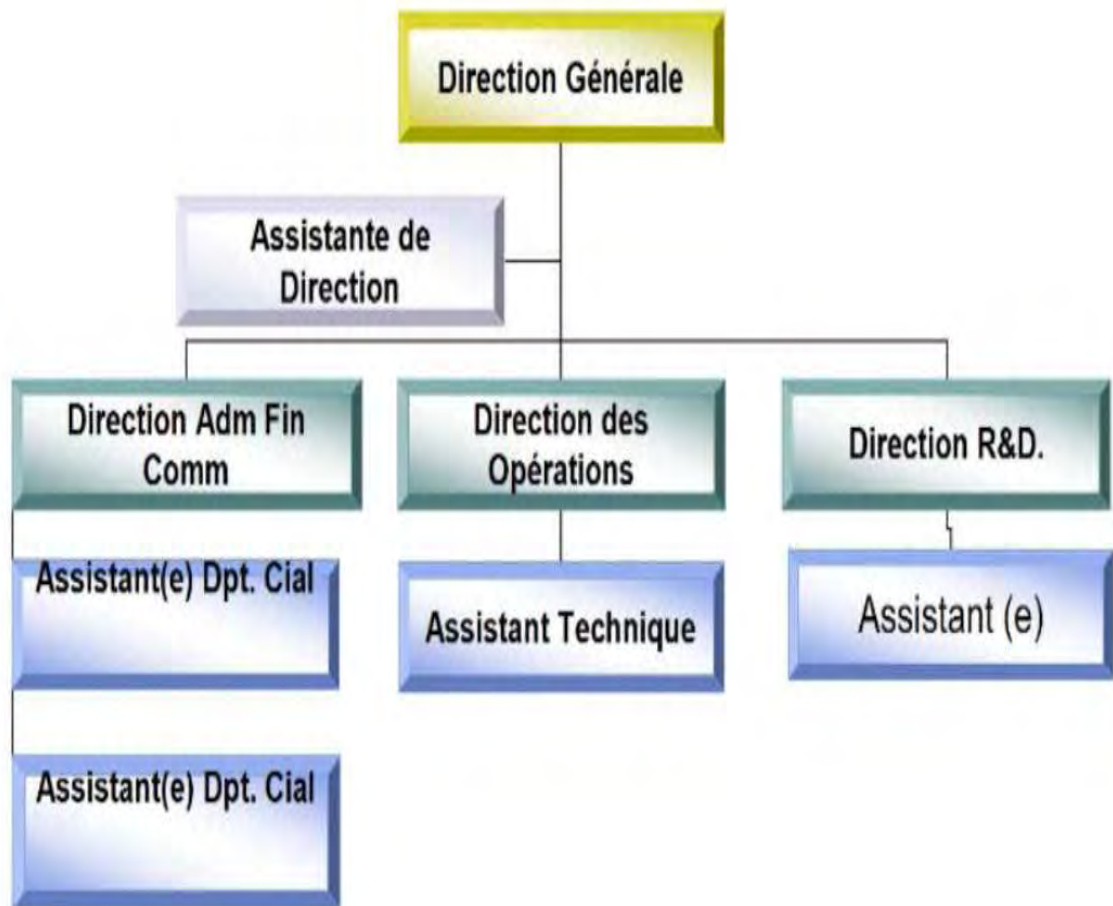 Direction Générale
Assistante de
Direction
Direction Adm Fin
Comm
Direction des
Opérations
Direction R&D.
Assistant(e) Dpt. Cial
Assistant Technique
Assistant (e)
Assistant(e) Dpt. Cial